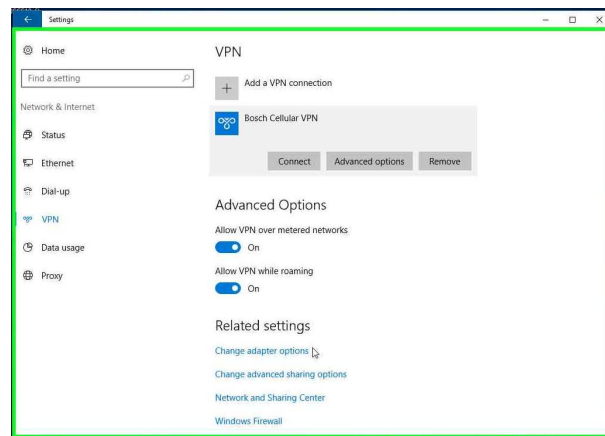 Settings
Home
Find a setting
Network & Internet
Status
Ethernet
Dial-up
VPN
Data usage
Proxy
VPN
Add a VPN connection
Bosch Cellular VPN
Connect Advanced options Remove
Advanced Options
Allow VPN over metered networks
On
Allow VPN while roaming
On
Related settings
Change adapter options
Change advanced sharing options
Network and Sharing Center
Windows Firewall